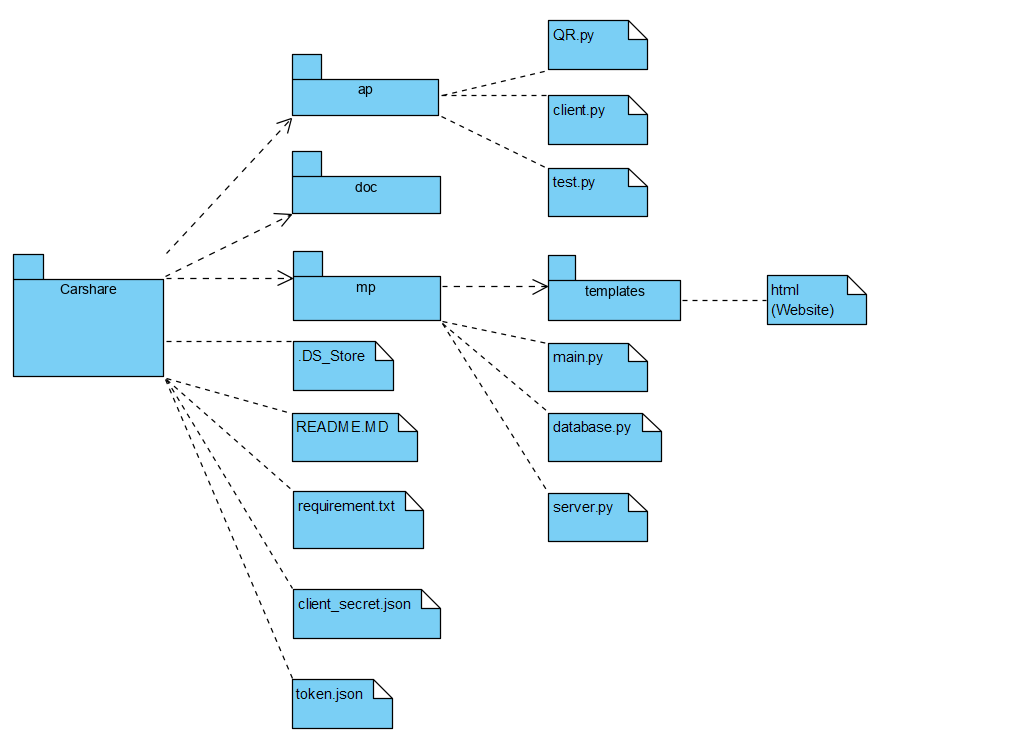 QR.py
ap
client.py
test.py
doc
Carshare
mp
templates
html
(Website)
.DS_Store
main.py
README.MD
database.py
requirement.txt
server.py
client_secret.json
token.json